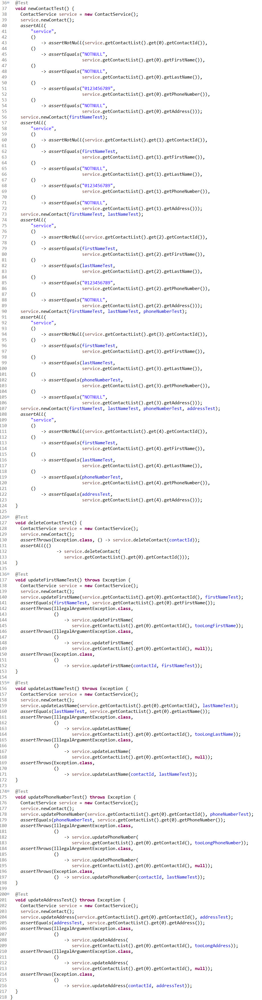 36 @Test
37 void newContactTest() {
38 ContactService service = new ContactService();
39 service.newContact();
40 assertAll(
41 "service",
42 ()
43 -> assertNotNull(service.getContactList().get(0).getContactId()),
44 ()
45 -> assertEquals("NOTNULL",
46 service.getContactList().get(0).getFirstName()),
47 ()
48 -> assertEquals("NOTNULL",
49 service.getContactList().get(0).getLastName()),
50 ()
51 -> assertEquals("0123456789",
52 service.getContactList().get(0).getPhoneNumber()),
53 ()
54 -> assertEquals("NOTNULL",
55 service.getContactList().get(0).getAddress()));
56 service.newContact(firstNameTest);
57 assertAll(
58 "service",
59 ()
60 -> assertNotNull(service.getContactList().get(1).getContactId()),
61 ()
62 -> assertEquals(firstNameTest,
63 service.getContactList().get(1).getFirstName()),
64 ()
65 -> assertEquals("NOTNULL",
66 service.getContactList().get(1).getLastName()),
67 ()
68 -> assertEquals("0123456789",
69 service.getContactList().get(1).getPhoneNumber()),
70 ()
71 -> assertEquals("NOTNULL",
72 service.getContactList().get(1).getAddress()));
73 service.newContact(firstNameTest, lastNameTest);
74 assertAll(
75 "service",
76 ()
77 -> assertNotNull(service.getContactList().get(2).getContactId()),
78 ()
79 -> assertEquals(firstNameTest,
80 service.getContactList().get(2).getFirstName()),
81 ()
82 -> assertEquals(lastNameTest,
83 service.getContactList().get(2).getLastName()),
84 ()
85 -> assertEquals("0123456789",
86 service.getContactList().get(2).getPhoneNumber()),
87 ()
88 -> assertEquals("NOTNULL",
89 service.getContactList().get(2).getAddress()));
90 service.newContact(firstNameTest, lastNameTest, phoneNumberTest);
91 assertAll(
92 "service",
93 ()
94 -> assertNotNull(service.getContactList().get(3).getContactId()),
95 ()
96 -> assertEquals(firstNameTest,
97 service.getContactList().get(3).getFirstName()),
98 ()
99 -> assertEquals(lastNameTest,
100 service.getContactList().get(3).getLastName()),
101 ()
102 -> assertEquals(phoneNumberTest,
103 service.getContactList().get(3).getPhoneNumber()),
104 ()
105 -> assertEquals("NOTNULL",
106 service.getContactList().get(3).getAddress()));
107 service.newContact(firstNameTest, lastNameTest, phoneNumberTest, addressTest);
108 assertAll(
109 "service",
110 ()
111 -> assertNotNull(service.getContactList().get(4).getContactId()),
112 ()
113 -> assertEquals(firstNameTest,
114 service.getContactList().get(4).getFirstName()),
115 ()
116 -> assertEquals(lastNameTest,
117 service.getContactList().get(4).getLastName()),
118 ()
119 -> assertEquals(phoneNumberTest,
120 service.getContactList().get(4).getPhoneNumber()),
121 ()
122 -> assertEquals(addressTest,
123 service.getContactList().get(4).getAddress()));
124 }
125
126 @Test
127 void deleteContactTest() {
128 ContactService service = new ContactService();
129 service.newContact();
130 assertThrows(Exception.class, () -> service.deleteContact(contactId));
131 assertAll(()
132 -> service.deleteContact(
133 service.getContactList().get(0).getContactId()));
134 }
135
136 @Test
137 void updateFirstNameTest() throws Exception {
138 ContactService service = new ContactService();
139 service.newContact();
140 service.updateFirstName(service.getContactList().get(0).getContactId(), firstNameTest);
141 assertEquals(firstNameTest, service.getContactList().get(0).getFirstName());
142 assertThrows(IllegalArgumentException.class,
143 ()
144 -> service.updateFirstName(
145 service.getContactList().get(0).getContactId(), tooLongFirstName));
146 assertThrows(IllegalArgumentException.class,
147 ()
148 -> service.updateFirstName(
149 service.getContactList().get(0).getContactId(), null));
150 assertThrows(Exception.class,
151 ()
152 -> service.updateFirstName(contactId, firstNameTest));
153 }
154
155 @Test
156 void updateLastNameTest() throws Exception {
157 ContactService service = new ContactService();
158 service.newContact();
159 service.updateLastName(service.getContactList().get(0).getContactId(), lastNameTest);
160 assertEquals(lastNameTest, service.getContactList().get(0).getLastName());
161 assertThrows(IllegalArgumentException.class,
162 ()
163 -> service.updateLastName(
164 service.getContactList().get(0).getContactId(), tooLongLastName));
165 assertThrows(IllegalArgumentException.class,
166 ()
167 -> service.updateLastName(
168 service.getContactList().get(0).getContactId(), null));
169 assertThrows(Exception.class,
170 ()
171 -> service.updateLastName(contactId, lastNameTest));
172 }
173
174 @Test
175 void updatePhoneNumberTest() throws Exception {
176 ContactService service = new ContactService();
177 service.newContact();
178 service.updatePhoneNumber(service.getContactList().get(0).getContactId(), phoneNumberTest);
179 assertEquals(phoneNumberTest, service.getContactList().get(0).getPhoneNumber());
180 assertThrows(IllegalArgumentException.class,
181 ()
182 -> service.updatePhoneNumber(
183 service.getContactList().get(0).getContactId(), tooLongPhoneNumber));
184 assertThrows(IllegalArgumentException.class,
185 ()
186 -> service.updatePhoneNumber(
195 service.getContactList().get(0).getContactId(), null));
196 assertThrows(Exception.class,
197 () -> service.updatePhoneNumber(contactId, lastNameTest));
198 }
199
200 @Test
201 void updateAddressTest() throws Exception {
202 ContactService service = new ContactService();
203 service.newContact();
204 service.updateAddress(service.getContactList().get(0).getContactId(), addressTest);
205 assertEquals(addressTest, service.getContactList().get(0).getAddress());
206 assertThrows(IllegalArgumentException.class,
207 ()
208 -> service.updateAddress(
209 service.getContactList().get(0).getContactId(), tooLongAddress));
210 assertThrows(IllegalArgumentException.class,
211 ()
212 -> service.updateAddress(
213 service.getContactList().get(0).getContactId(), null));
214 assertThrows(Exception.class,
215 ()
216 -> service.updateAddress(contactId, addressTest));
217 }
218 }